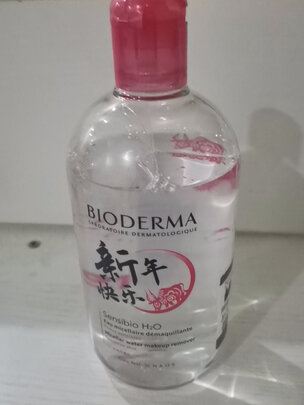 BIODERMA
LABORATOIRE DERMATOLOGIQUE
新年
快乐
Sensibio H2O
Eau micellaire démaquillante
Micellar water makeup remover